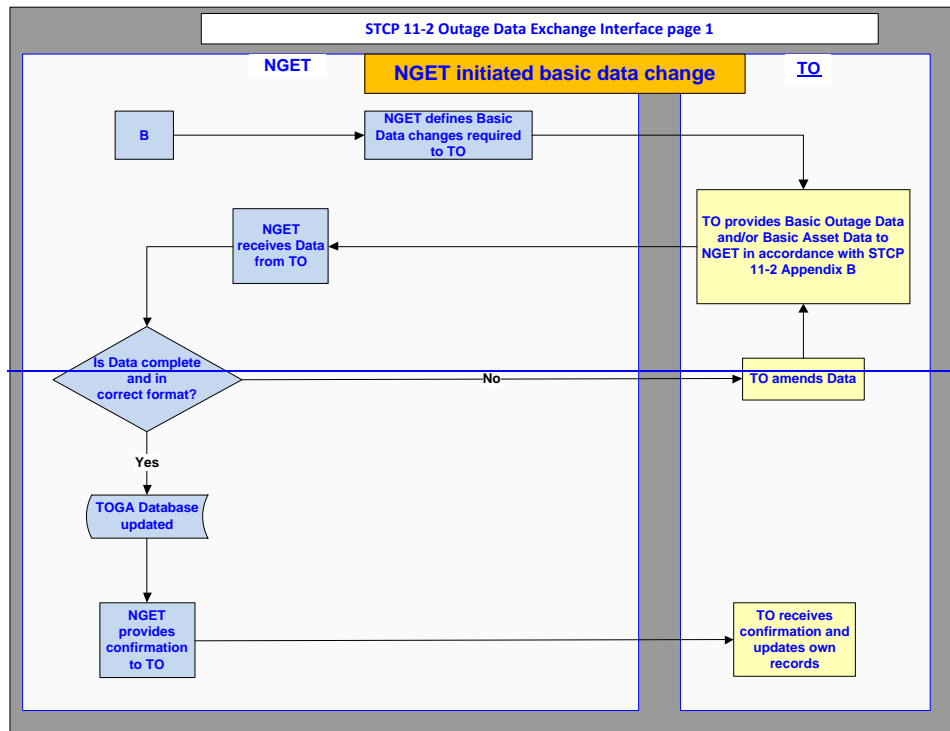 STCP 11-2 Outage Data Exchange Interface page 1
NGET
NGET initiated basic data change
TO
B
NGET defines Basic
Data changes required
to TO
TO provides Basic Outage Data
and/or Basic Asset Data to
NGET in accordance with STCP
11-2 Appendix B
NGET
receives Data
from TO
Is Data complete
and in
correct format?
No
TO amends Data
Yes
TOGA Database
updated
NGET
provides
confirmation
to TO
TO receives
confirmation and
updates own
records